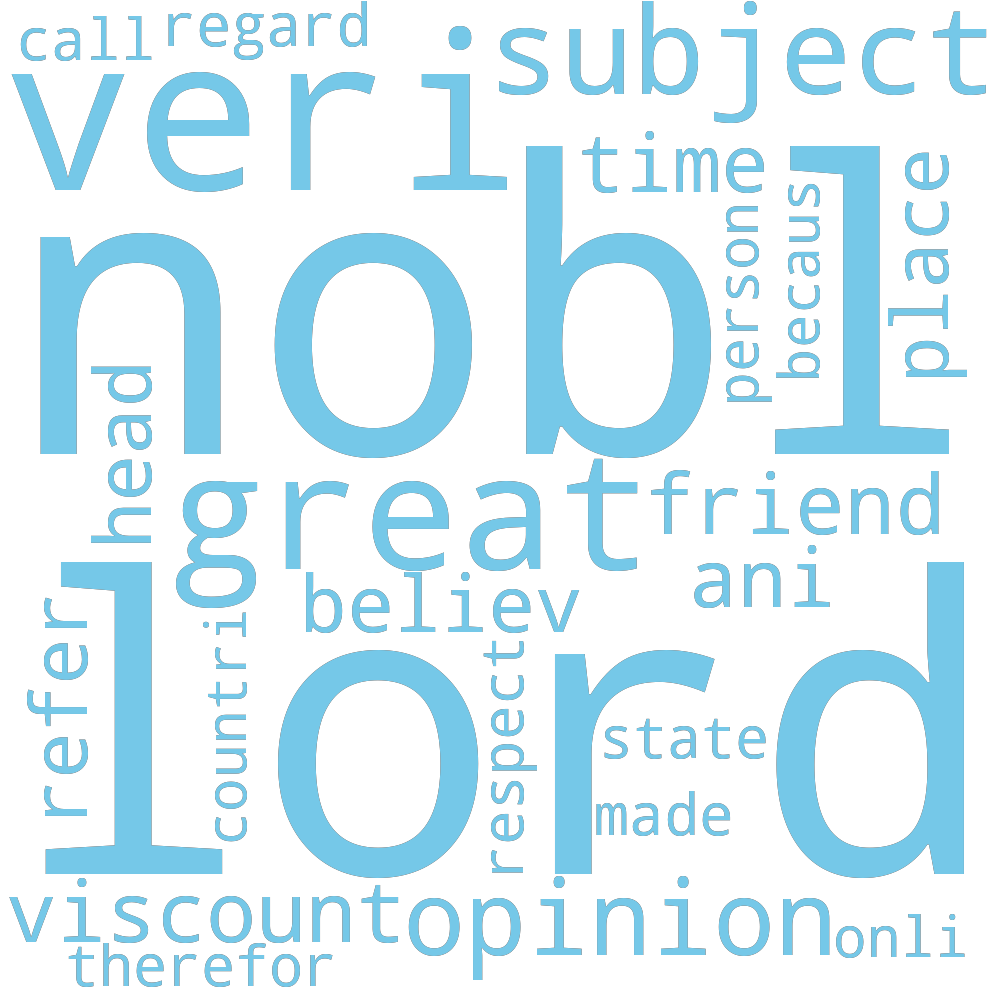 call
regard
veri
subject
time
nobl
person
becaus
place
head
great
friend
ani
believ
lord
refer
countri
respect
state
made
viscount
opinion
onli
therefor